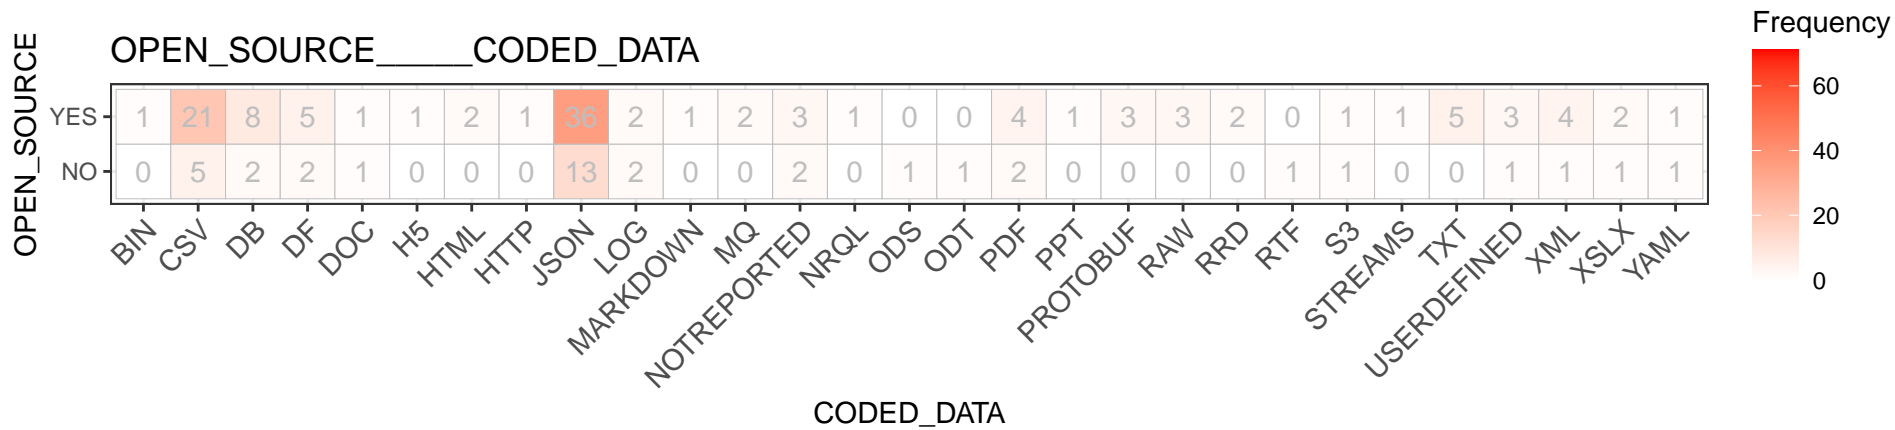 OPEN_SOURCE_____CODED_DATA
OPEN_SOURCE
YES 1 21 8 5 1 1 2 1 36 2 1 2 3 1 0 0 4 1 3 3 2 0 1 1 5 3 4 2 1
NO 0 5 2 2 1 0 0 0 13 2 0 0 2 0 1 1 2 0 0 0 0 1 1 0 0 1 1 1 1
BIN CSV DB DF DOC H5 HTML HTTP JSON LOG MARKDOWN MQ NOTREPORTED NRQL ODS ODT PDF PPT PROTOBUF RAW RRD RTF S3 STREAMS TXT USERDEFINED XML XSLX YAML
CODED_DATA
Frequency
60
40
20
0